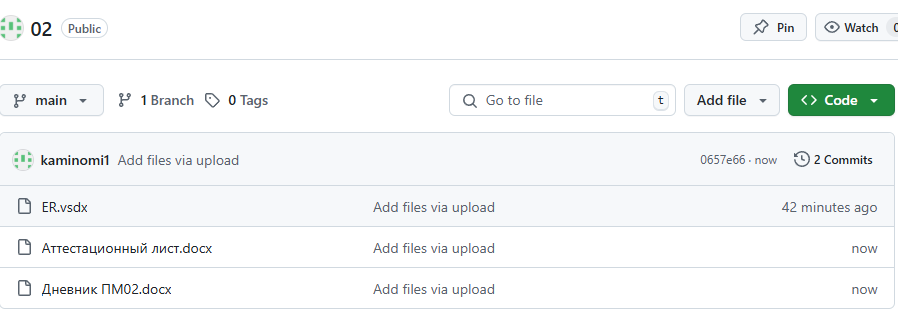 02 Public Pin Watch 0
main 1 Branch 0 Tags Go to file t Add file Code
kaminomi1 Add files via upload 0657e66 · now 2 Commits
ER.vsdx Add files via upload 42 minutes ago
Аттестационный лист.docx Add files via upload now
Дневник ПМ02.docx Add files via upload now